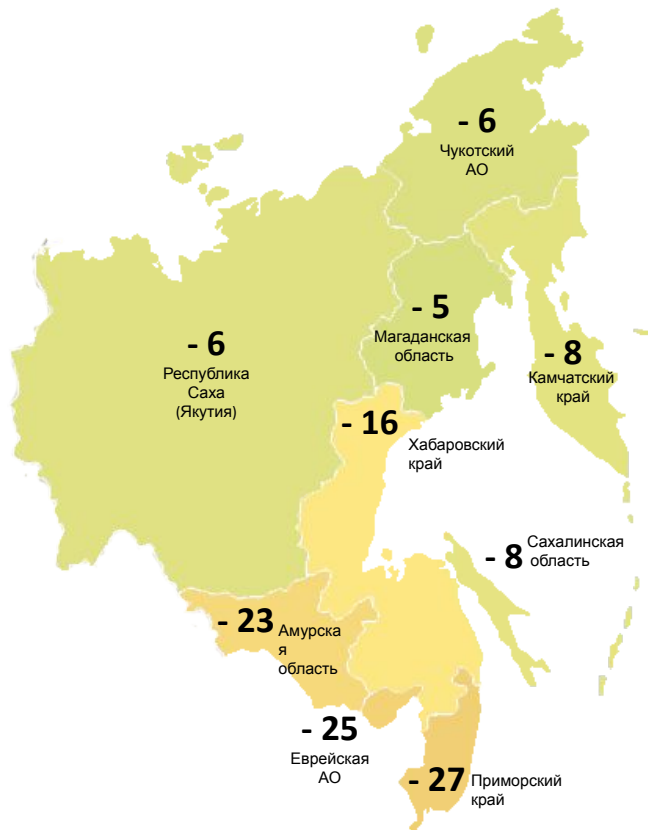 - 6
Чукотский
АО
- 5
Магаданская
область
- 6
Республика
Саха
(Якутия)
- 8
Камчатский
край
- 16
Хабаровский
край
- 8
Сахалинская
область
- 23
Амурска
я
область
- 25
Еврейская
АО
- 27
Приморский
край